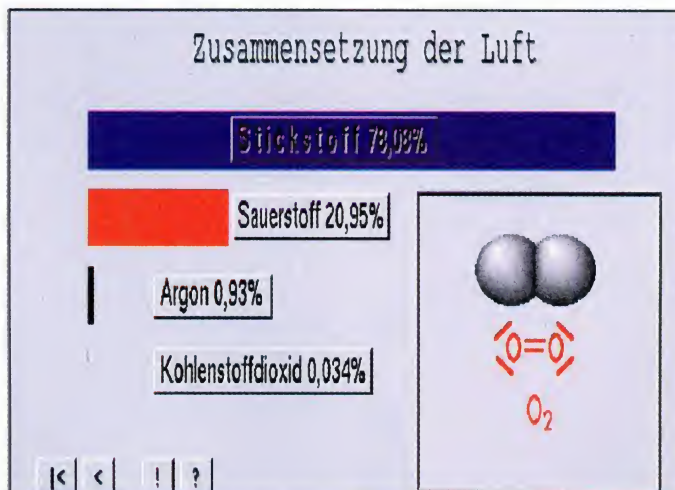 Zusammensetzung der Luft
Stickstoff 78,08%
Sauerstoff 20,95%
Argon 0,93%
Kohlenstoffdioxid 0,034%
O=O
O₂
|< < ! ?